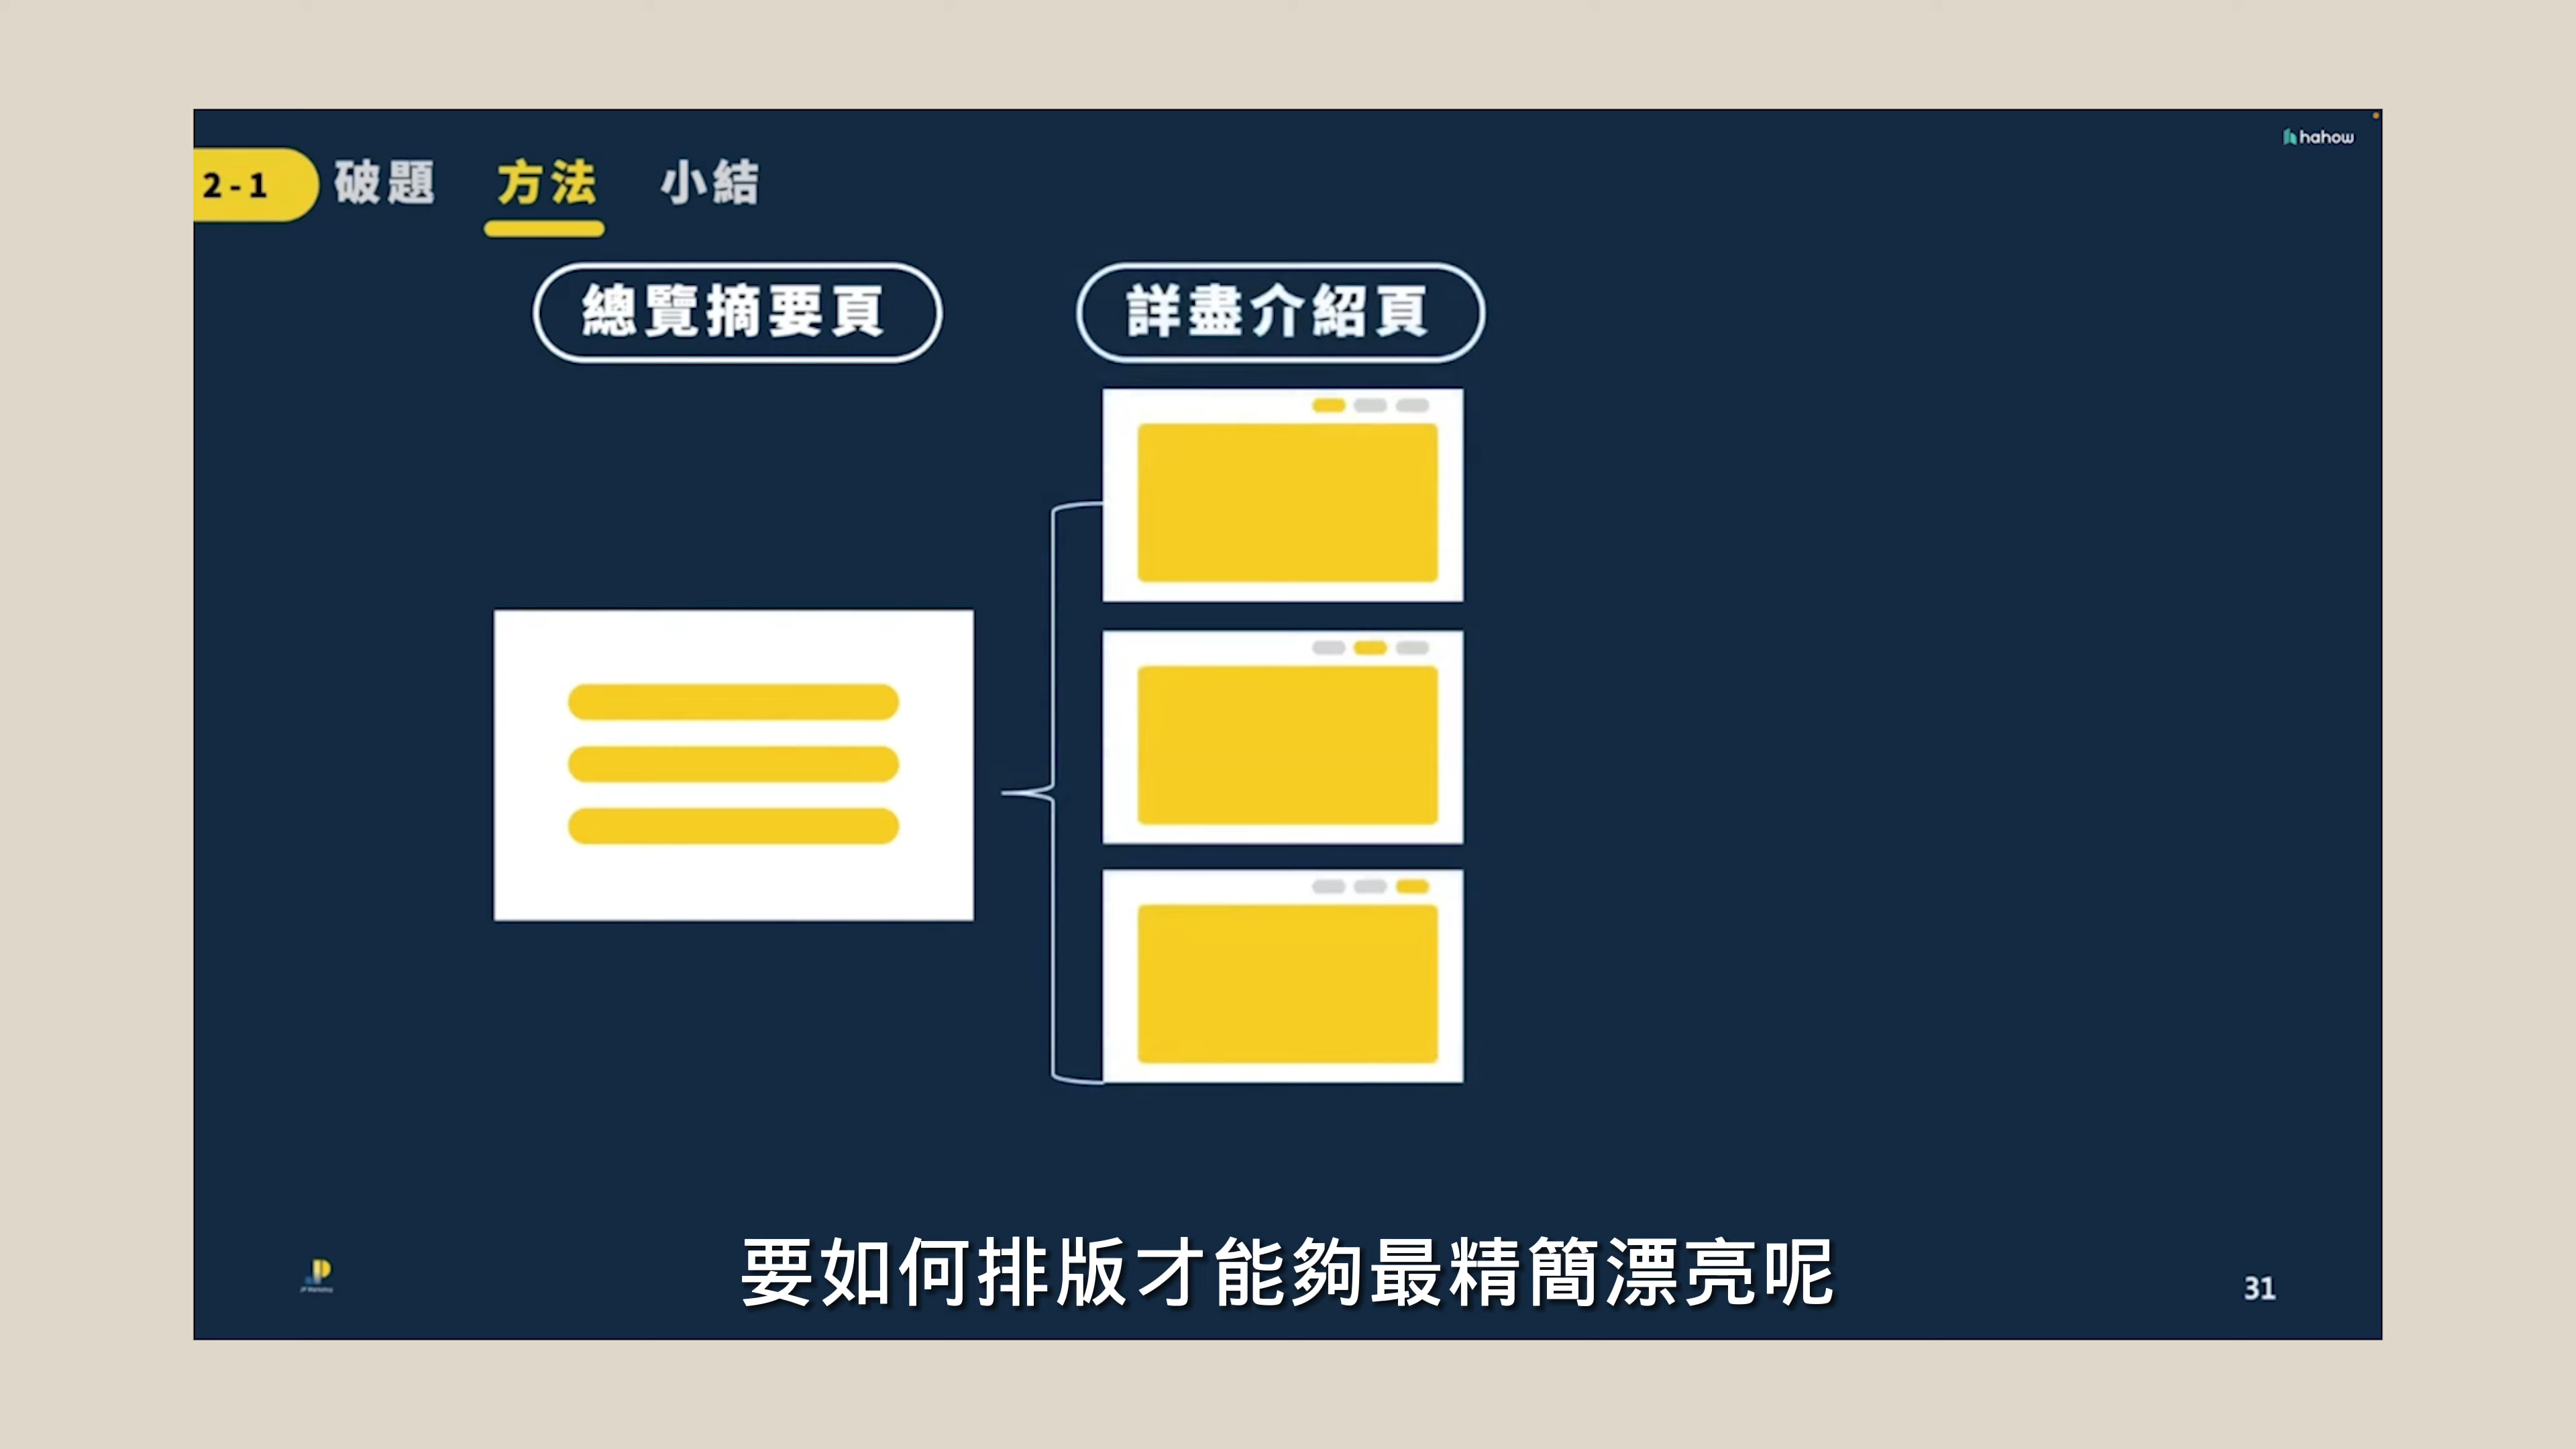 hahow
2-1 破題 方法 小結
總覽摘要頁 詳盡介紹頁
要如何排版才能夠最精簡漂亮呢
31